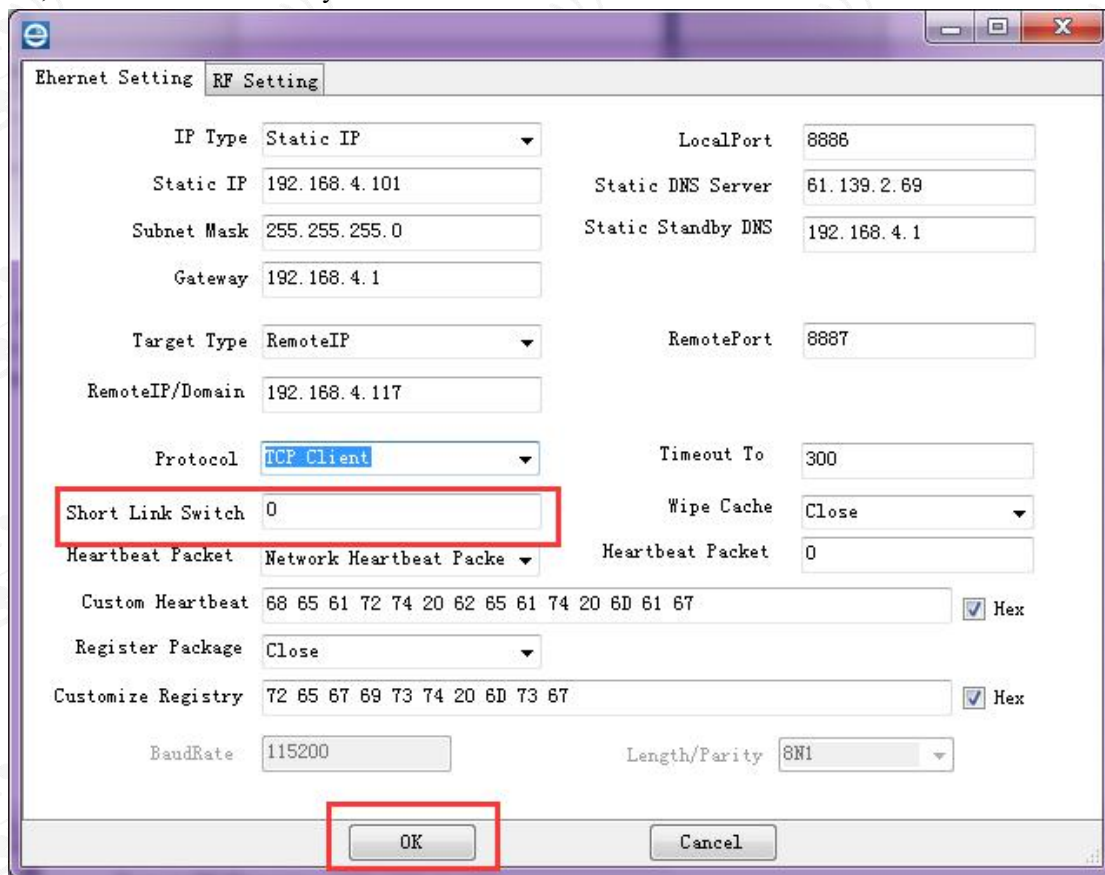 Ehernet Setting RF Setting
IP Type Static IP LocalPort 8886
Static IP 192.168.4.101 Static DNS Server 61.139.2.69
Subnet Mask 255.255.255.0 Static Standby DNS 192.168.4.1
Gateway 192.168.4.1
Target Type RemoteIP RemotePort 8887
RemoteIP/Domain 192.168.4.117
Protocol TCP Client Timeout To 300
Short Link Switch 0 Wipe Cache Close
Heartbeat Packet Network Heartbeat Packe Heartbeat Packet 0
Custom Heartbeat 68 65 61 72 74 20 62 65 61 74 20 6D 61 67 Hex
Register Package Close
Customize Registry 72 65 67 69 73 74 20 6D 73 67 Hex
BaudRate 115200 Length/Parity 8N1
OK Cancel